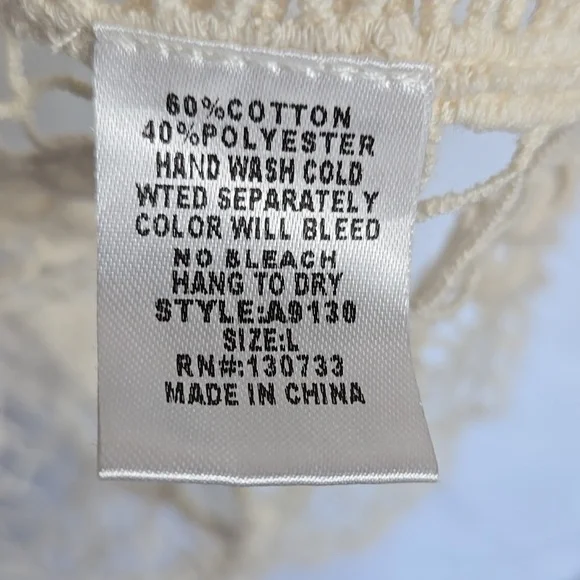 60%COTTON
40%POLYESTER
HAND WASH COLD
WTED SEPARATELY
COLOR WILL BLEED
NO BLEACH
HANG TO DRY
STYLE:A9130
SIZE:L
RN#:130733
MADE IN CHINA